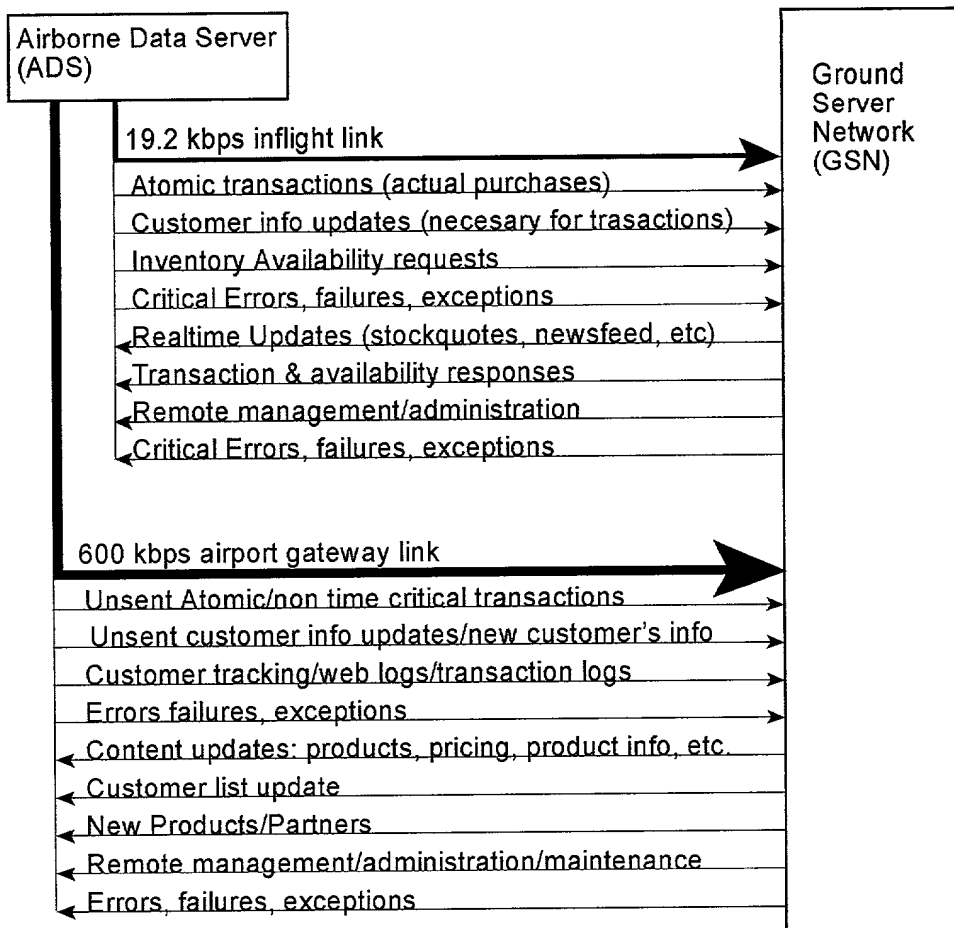 Airborne Data Server
(ADS)
Ground
Server
Network
(GSN)
19.2 kbps inflight link
Atomic transactions (actual purchases)
Customer info updates (necesary for trasactions)
Inventory Availability requests
Critical Errors, failures, exceptions
Realtime Updates (stockquotes, newsfeed, etc)
Transaction & availability responses
Remote management/administration
Critical Errors, failures, exceptions
600 kbps airport gateway link
Unsent Atomic/non time critical transactions
Unsent customer info updates/new customer's info
Customer tracking/web logs/transaction logs
Errors failures, exceptions
Content updates: products, pricing, product info, etc.
Customer list update
New Products/Partners
Remote management/administration/maintenance
Errors, failures, exceptions